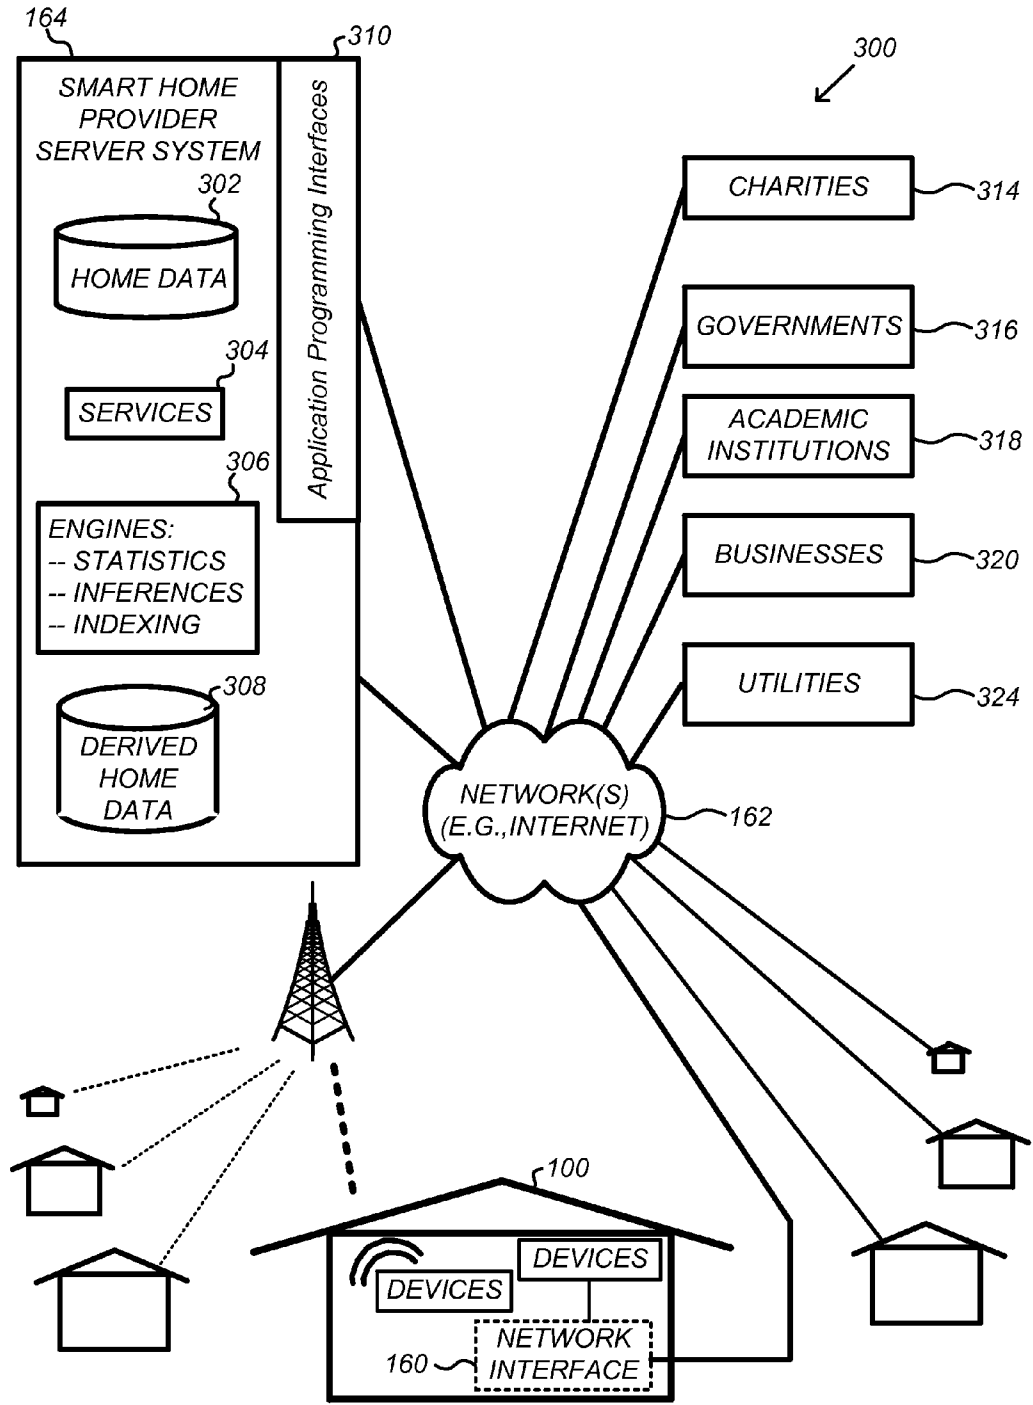 164
310
300
SMART HOME
PROVIDER
SERVER SYSTEM
Application Programming Interfaces
302
HOME DATA
304
SERVICES
306
ENGINES:
-- STATISTICS
-- INFERENCES
-- INDEXING
308
DERIVED
HOME
DATA
CHARITIES
314
GOVERNMENTS
316
ACADEMIC
INSTITUTIONS
318
BUSINESSES
320
UTILITIES
324
NETWORK(S)
(E.G.,INTERNET)
162
100
DEVICES
DEVICES
NETWORK
INTERFACE
160